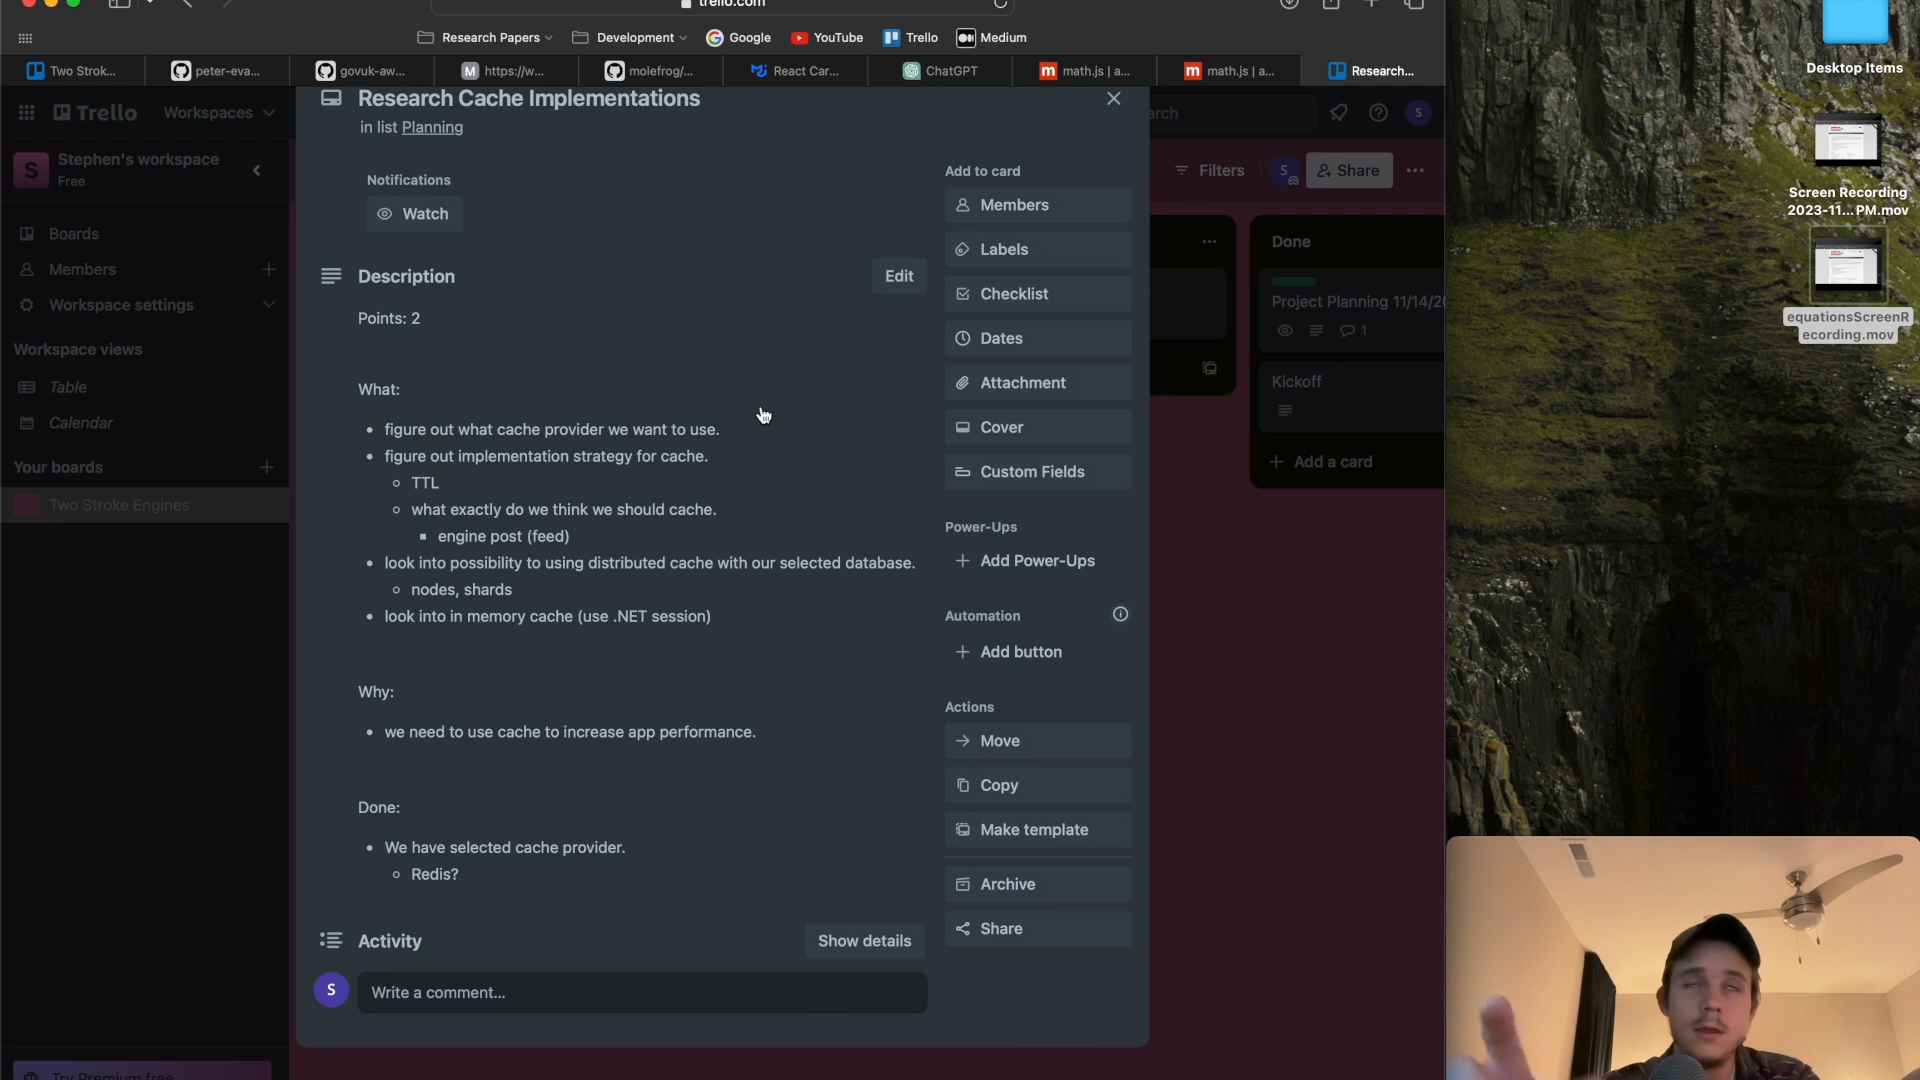 trello.com
Research Papers
Development
Google
YouTube
Trello
Medium
Two Strok...
peter-eva...
govuk-aw...
https://w...
molefrog/...
React Car...
ChatGPT
math.js | a...
math.js | a...
Research...
Trello
Workspaces
arch
S
Stephen's workspace
Free
S
Boards
Members
Workspace settings
Workspace views
Table
Calendar
Your boards
Two Stroke Engines
Try Premium free
Research Cache Implementations
in list Planning
Notifications
Watch
Description
Edit
Points: 2
What:
figure out what cache provider we want to use.
figure out implementation strategy for cache.
TTL
what exactly do we think we should cache.
engine post (feed)
look into possibility to using distributed cache with our selected database.
nodes, shards
look into in memory cache (use .NET session)
Why:
we need to use cache to increase app performance.
Done:
We have selected cache provider.
Redis?
Activity
Show details
S
Write a comment...
Add to card
Members
Labels
Checklist
Dates
Attachment
Cover
Custom Fields
Power-Ups
Add Power-Ups
Automation
Add button
Actions
Move
Copy
Make template
Archive
Share
Filters
S
Share
Done
Project Planning 11/14/20
1
Kickoff
Add a card
Desktop Items
Screen Recording
2023-11...PM.mov
equationsScreenR
ecording.mov